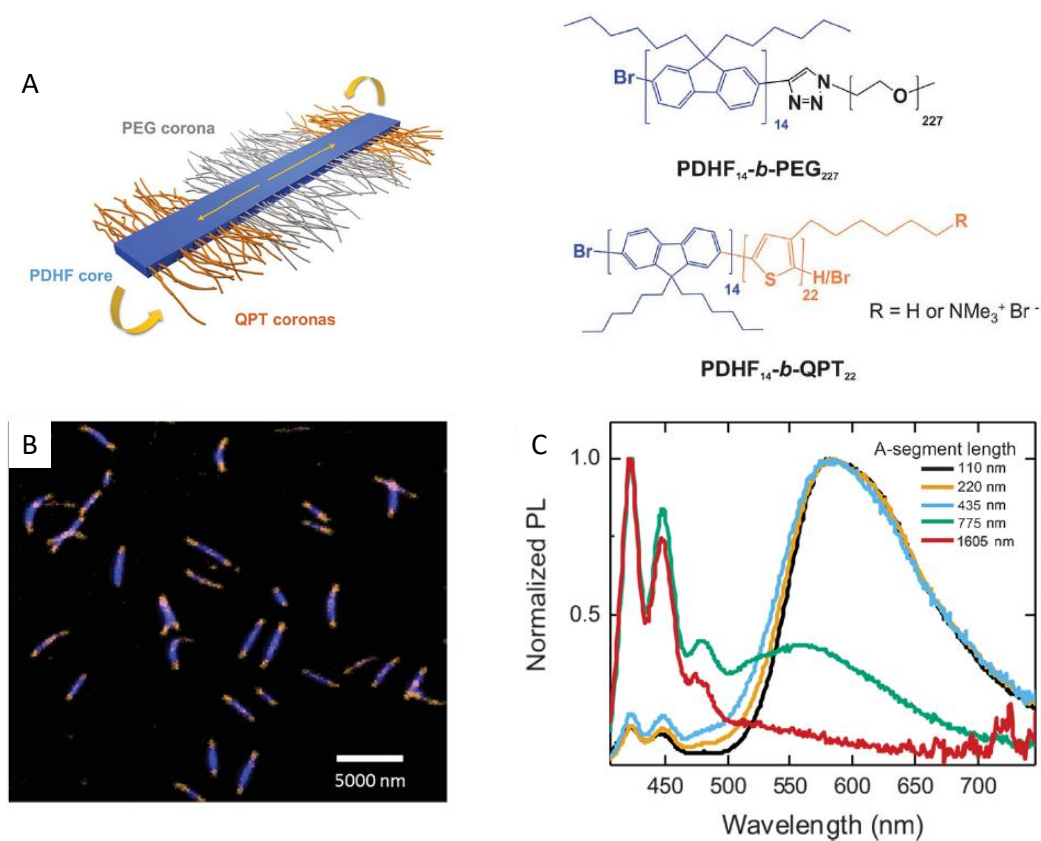 A
PEG corona
PDHF core
QPT coronas
Br
14
N
N=N
O
227
PDHF₁₄-b-PEG₂₂₇
Br
14
S
22
H/Br
R
R = H or NMe₃⁺ Br⁻
PDHF₁₄-b-QPT₂₂
B
5000 nm
C
A-segment length
110 nm
220 nm
435 nm
775 nm
1605 nm
1.0
0.5
Normalized PL
450 500 550 600 650 700
Wavelength (nm)